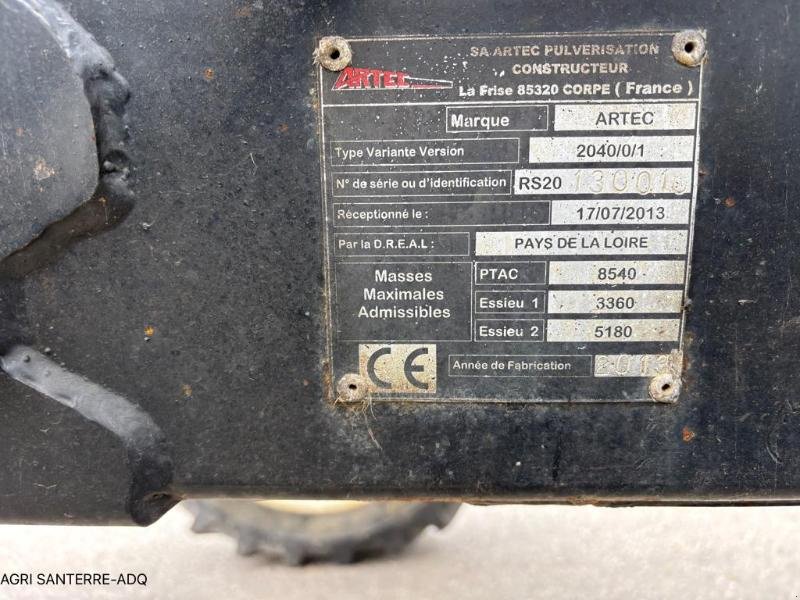 ARTEC
SA ARTEC PULVERISATION
CONSTRUCTEUR
La Frise 85320 CORPE ( France )
Marque ARTEC
Type Variante Version 2040/0/1
N° de série ou d'identification RS20
Réceptionné le : 17/07/2013
Par la D.R.E.A.L : PAYS DE LA LOIRE
Masses
Maximales
Admissibles
PTAC 8540
Essieu 1 3360
Essieu 2 5180
CE
Année de Fabrication 2013
AGRI SANTERRE-ADQ